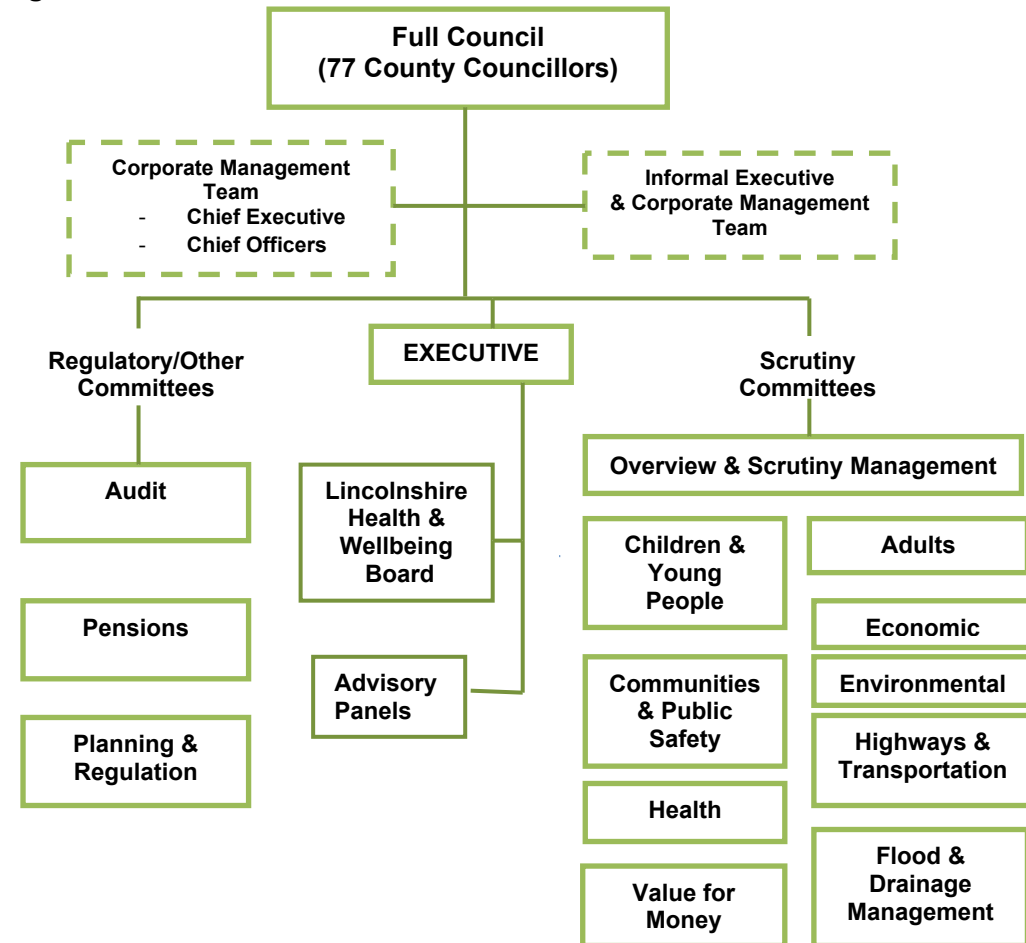 Full Council
(77 County Councillors)
Corporate Management
Team
- Chief Executive
- Chief Officers
Informal Executive
& Corporate Management
Team
Regulatory/Other
Committees
EXECUTIVE
Scrutiny
Committees
Audit
Pensions
Planning &
Regulation
Lincolnshire
Health &
Wellbeing
Board
Advisory
Panels
Overview & Scrutiny Management
Children &
Young
People
Adults
Economic
Communities
& Public
Safety
Environmental
Highways &
Transportation
Health
Flood &
Drainage
Management
Value for
Money